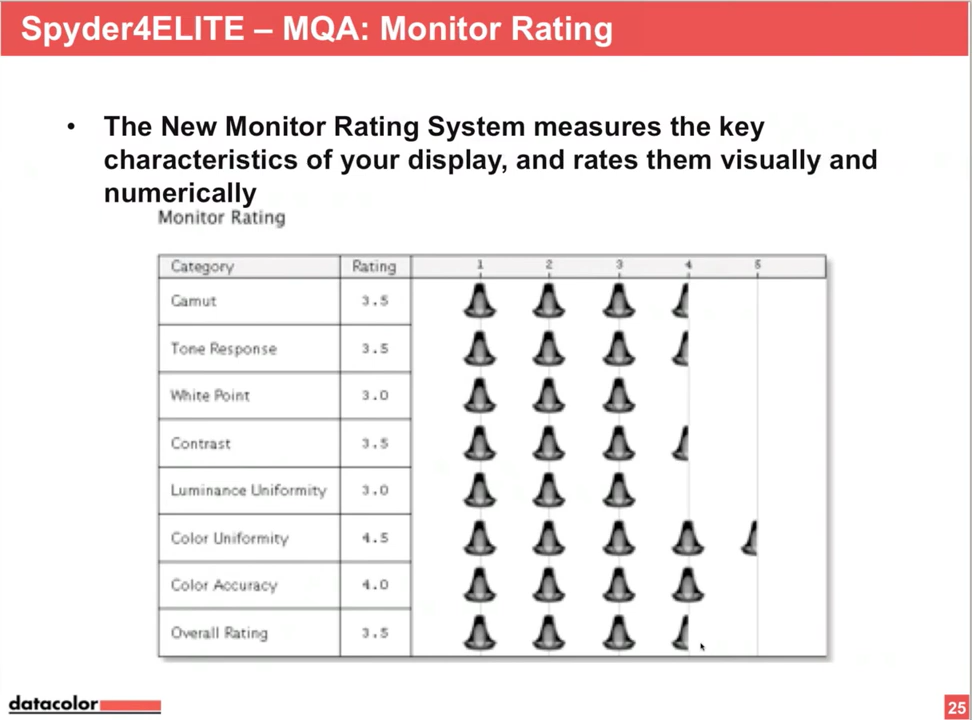 Spyder4ELITE – MQA: Monitor Rating
• The New Monitor Rating System measures the key
characteristics of your display, and rates them visually and
numerically
Monitor Rating
Category Rating 1 2 3 4 5
Gamut 3.5
Tone Response 3.5
White Point 3.0
Contrast 3.5
Luminance Uniformity 3.0
Color Uniformity 4.5
Color Accuracy 4.0
Overall Rating 3.5
datacolor
25